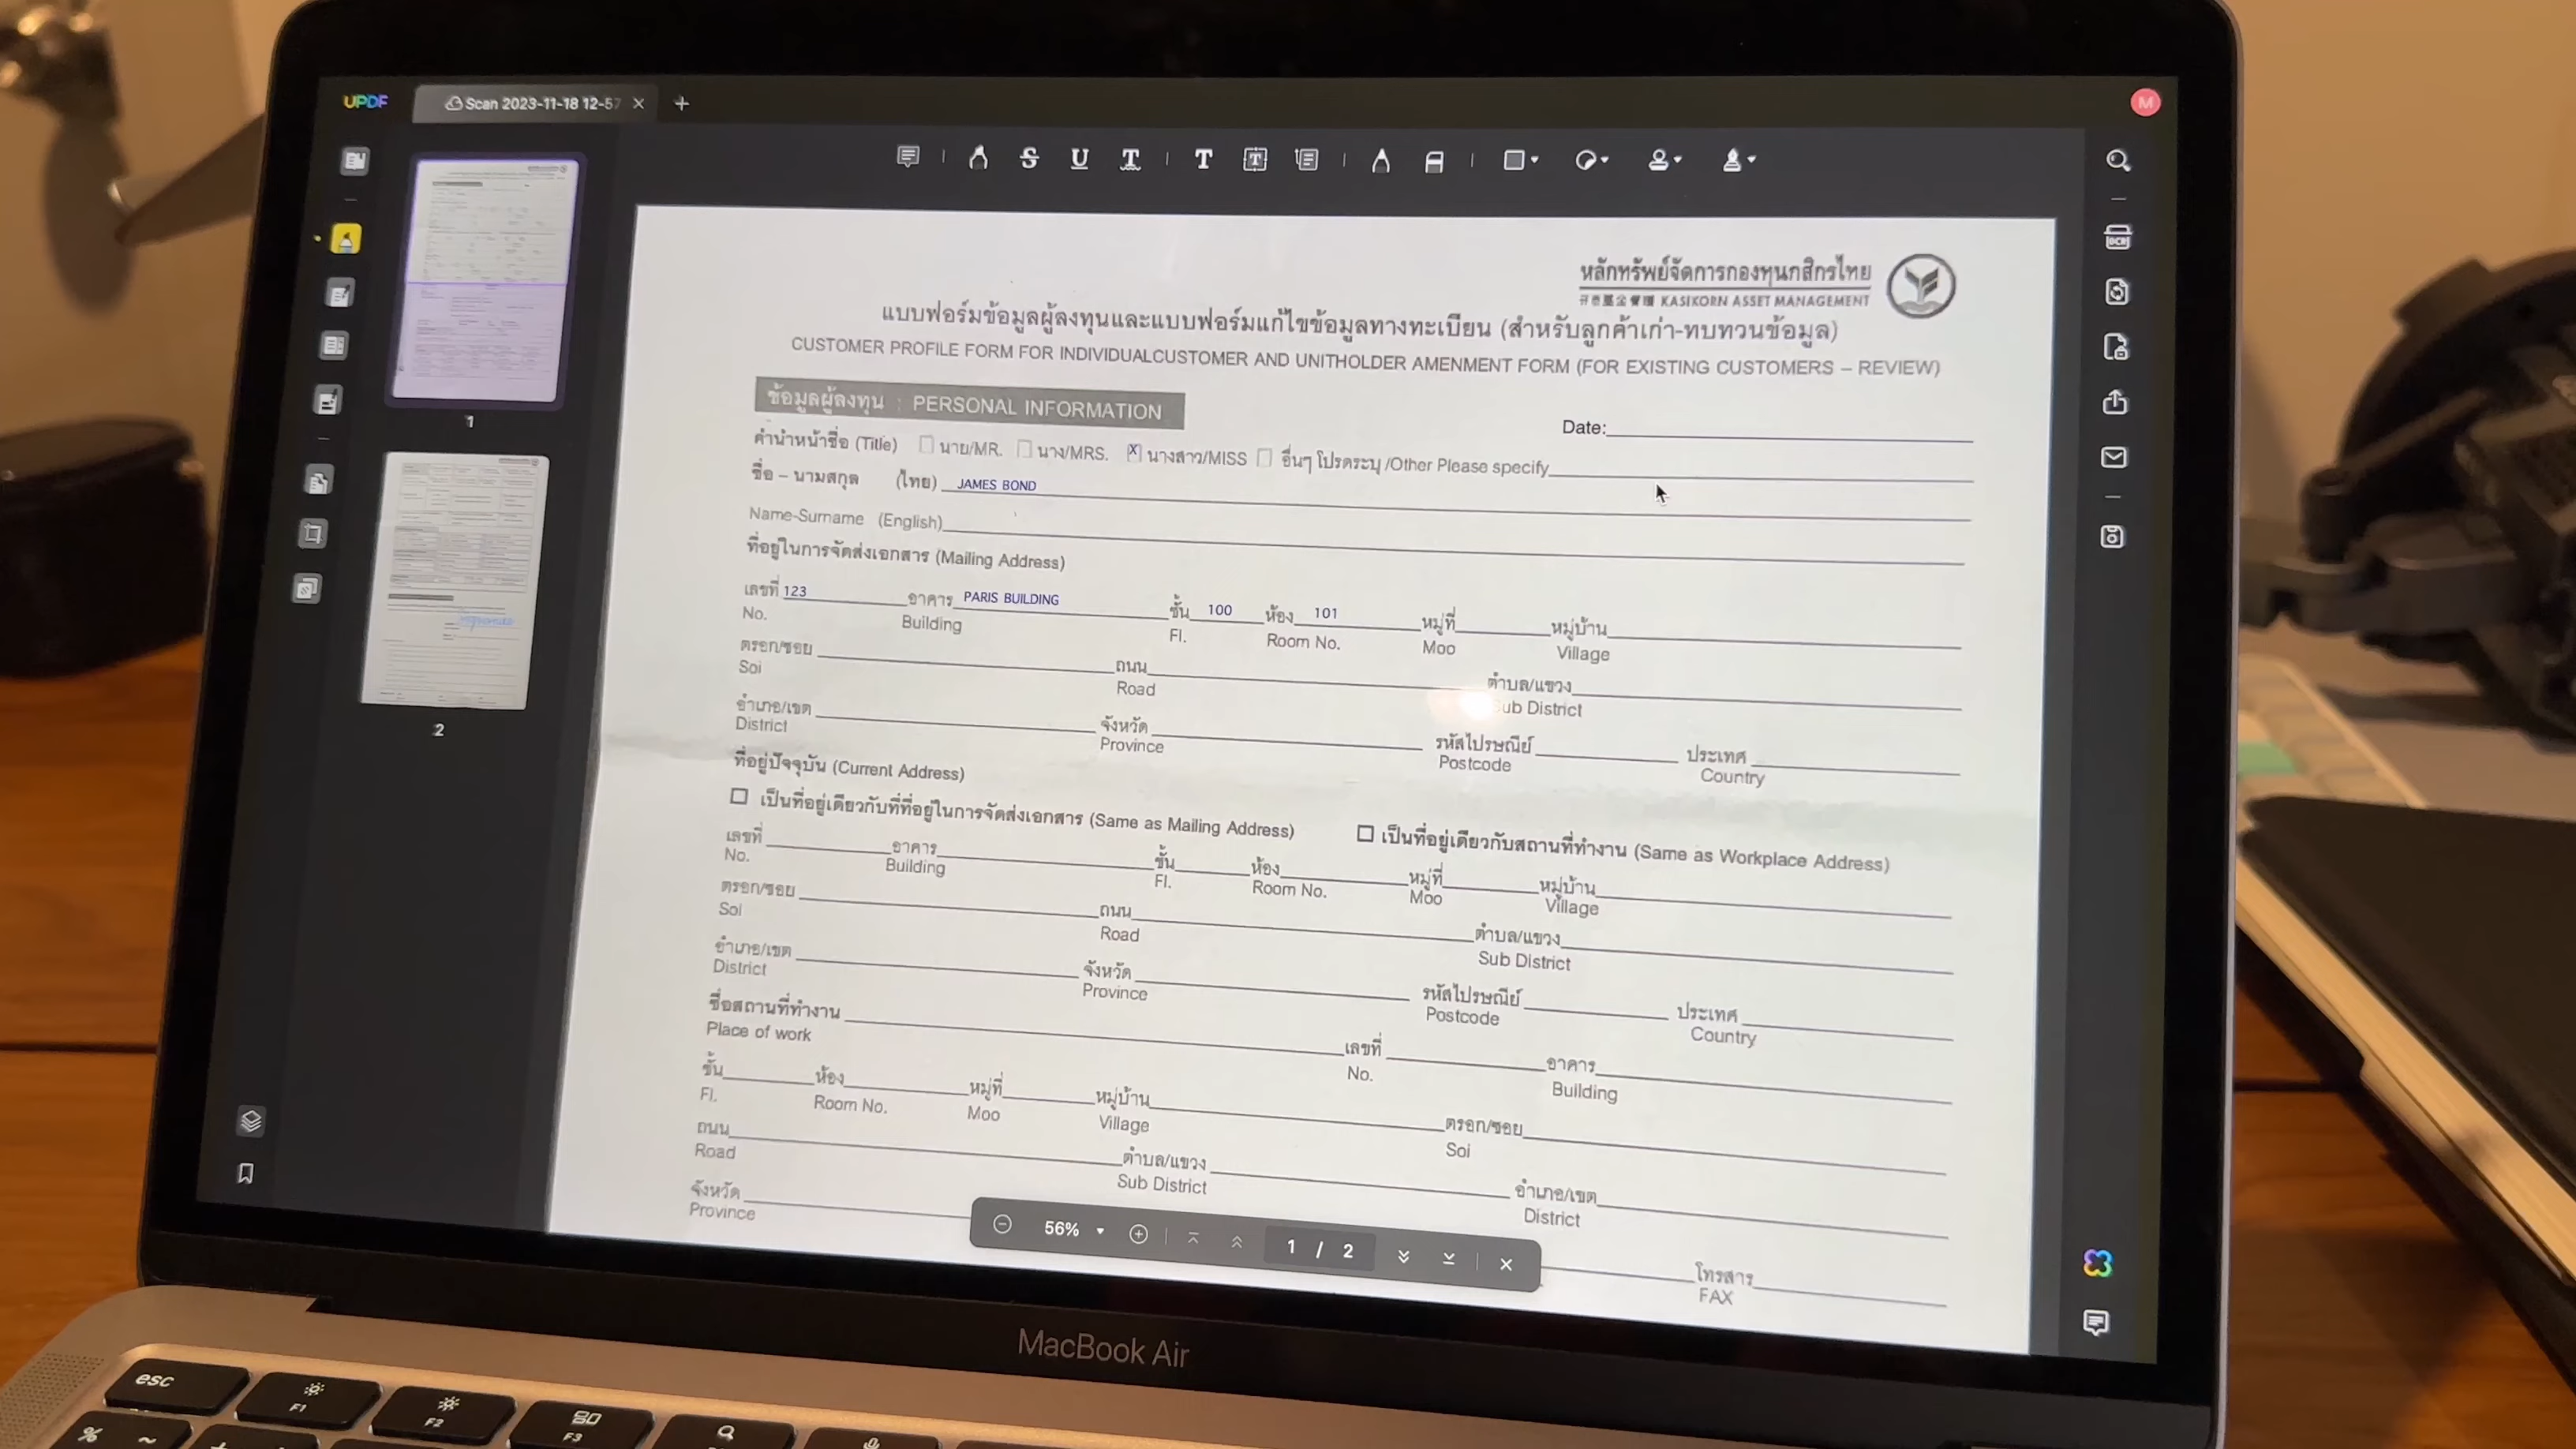 UPDF
Scan 2023-11-18 12-57
M
หลักทรัพย์จัดการกองทุนกสิกรไทย
KASIKORN ASSET MANAGEMENT
แบบฟอร์มข้อมูลผู้ลงทุนและแบบฟอร์มแก้ไขข้อมูลทางทะเบียน (สำหรับลูกค้าเก่า-ทบทวนข้อมูล)
CUSTOMER PROFILE FORM FOR INDIVIDUALCUSTOMER AND UNITHOLDER AMENMENT FORM (FOR EXISTING CUSTOMERS – REVIEW)
ข้อมูลผู้ลงทุน : PERSONAL INFORMATION
Date:
คำนำหน้าชื่อ (Title) นาย/MR. นาง/MRS. X นางสาว/MISS อื่นๆ โปรดระบุ /Other Please specify
ชื่อ – นามสกุล (ไทย) JAMES BOND
Name-Surname (English)
ที่อยู่ในการจัดส่งเอกสาร (Mailing Address)
เลขที่ 123 อาคาร PARIS BUILDING ชั้น 100 ห้อง 101 หมู่ที่ หมู่บ้าน
No. Building Fl. Room No. Moo Village
ตรอก/ซอย ถนน ตำบล/แขวง
Soi Road Sub District
อำเภอ/เขต จังหวัด รหัสไปรษณีย์ ประเทศ
District Province Postcode Country
ที่อยู่ปัจจุบัน (Current Address)
เป็นที่อยู่เดียวกับที่ที่อยู่ในการจัดส่งเอกสาร (Same as Mailing Address) เป็นที่อยู่เดียวกับสถานที่ทำงาน (Same as Workplace Address)
เลขที่ อาคาร ชั้น ห้อง หมู่ที่ หมู่บ้าน
No. Building Fl. Room No. Moo Village
ตรอก/ซอย ถนน ตำบล/แขวง
Soi Road Sub District
อำเภอ/เขต จังหวัด รหัสไปรษณีย์ ประเทศ
District Province Postcode Country
ชื่อสถานที่ทำงาน เลขที่ อาคาร
Place of work No. Building
ชั้น ห้อง หมู่ที่ หมู่บ้าน ตรอก/ซอย
Fl. Room No. Moo Village Soi
ถนน ตำบล/แขวง อำเภอ/เขต
Road Sub District District
จังหวัด โทรสาร
Province FAX
1
2
56% 1 / 2
MacBook Air
esc F1 F2 F3
% ~